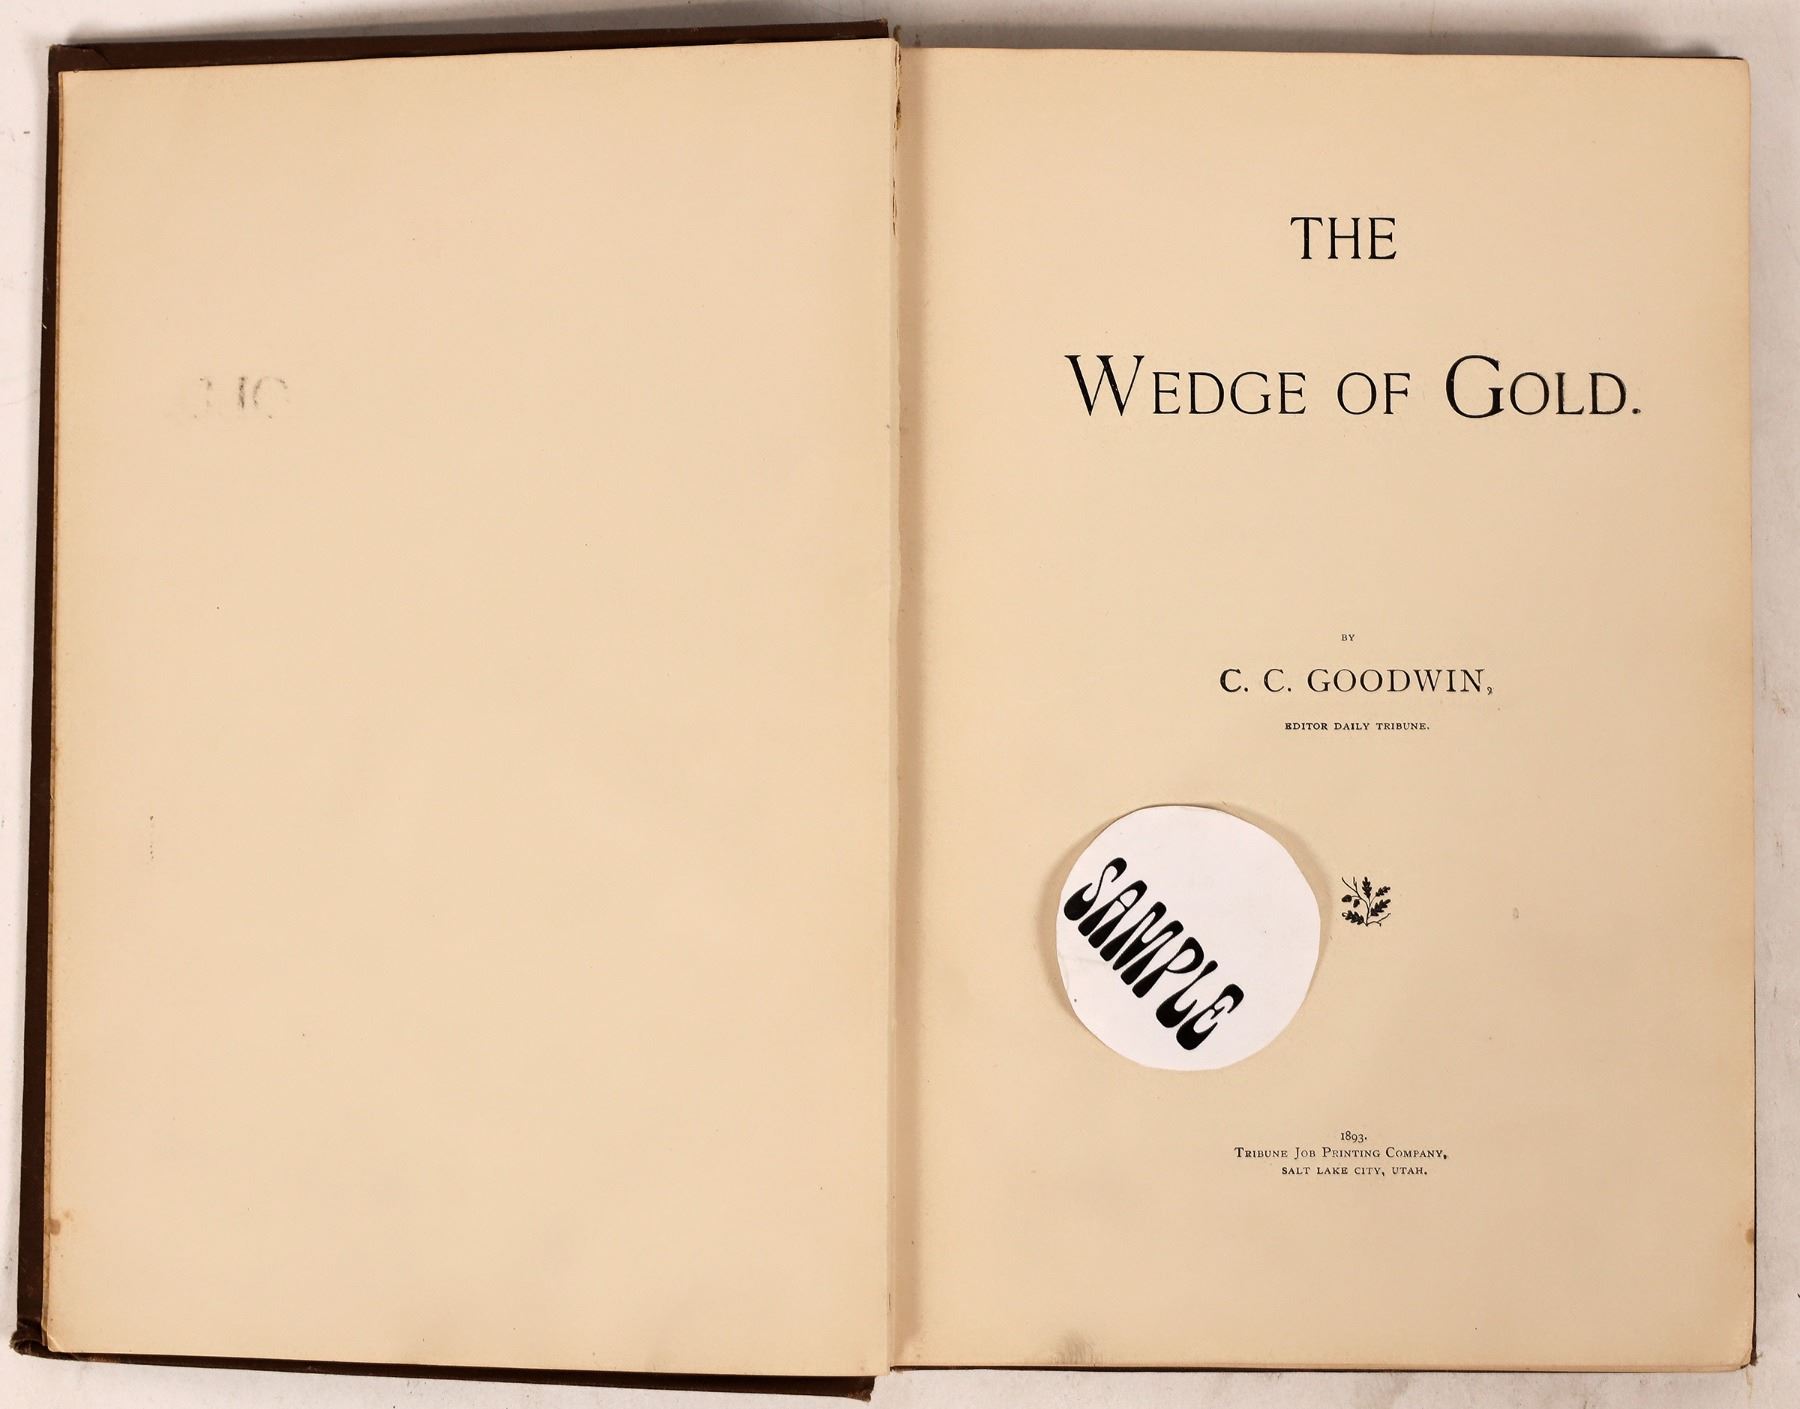 THE
WEDGE OF GOLD.
BY
C. C. GOODWIN,
EDITOR DAILY TRIBUNE.
SAMPLE
1893.
TRIBUNE JOB PRINTING COMPANY,
SALT LAKE CITY, UTAH.